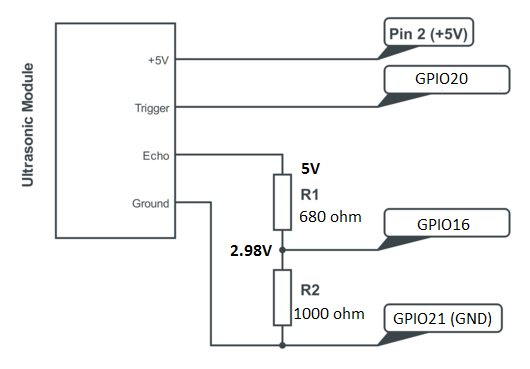 Pin 2 (+5V)
+5V
GPIO20
Trigger
Ultrasonic Module
Echo
5V
R1
680 ohm
Ground
GPIO16
2.98V
R2
1000 ohm
GPIO21 (GND)